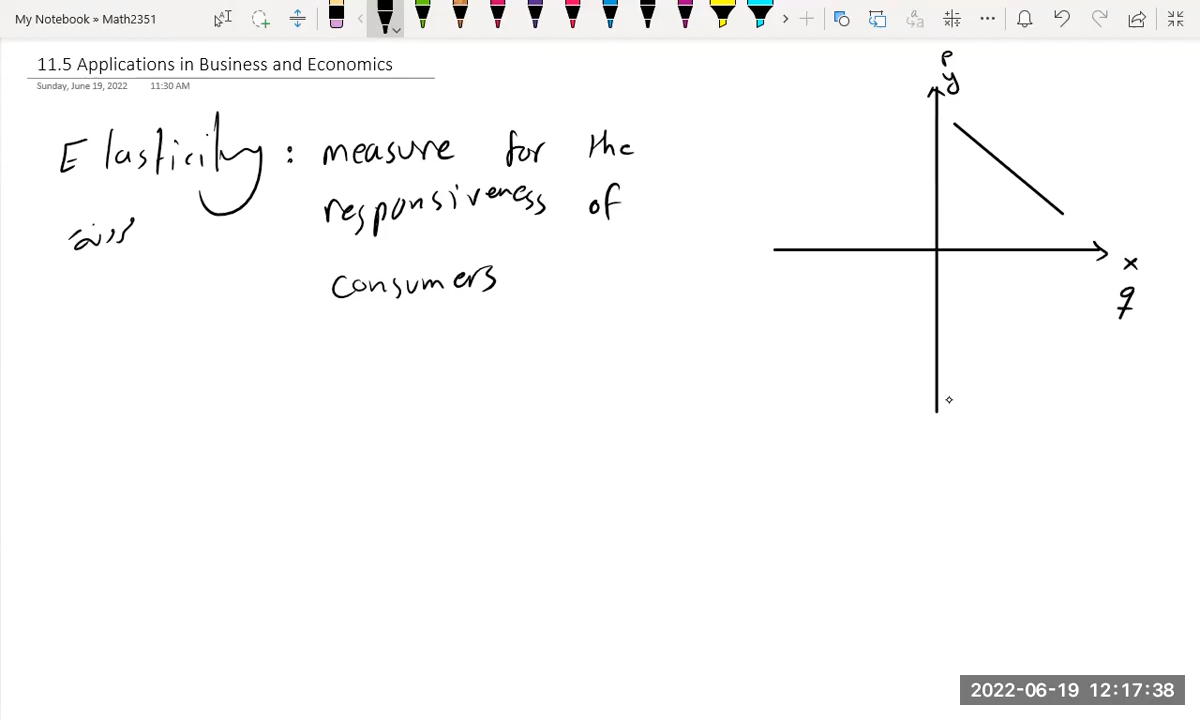 My Notebook » Math2351
11.5 Applications in Business and Economics
Sunday, June 19, 2022 11:30 AM
Elasticity : measure for the
responsiveness of
consumers
P
y
x
q
2022-06-19 12:17:38